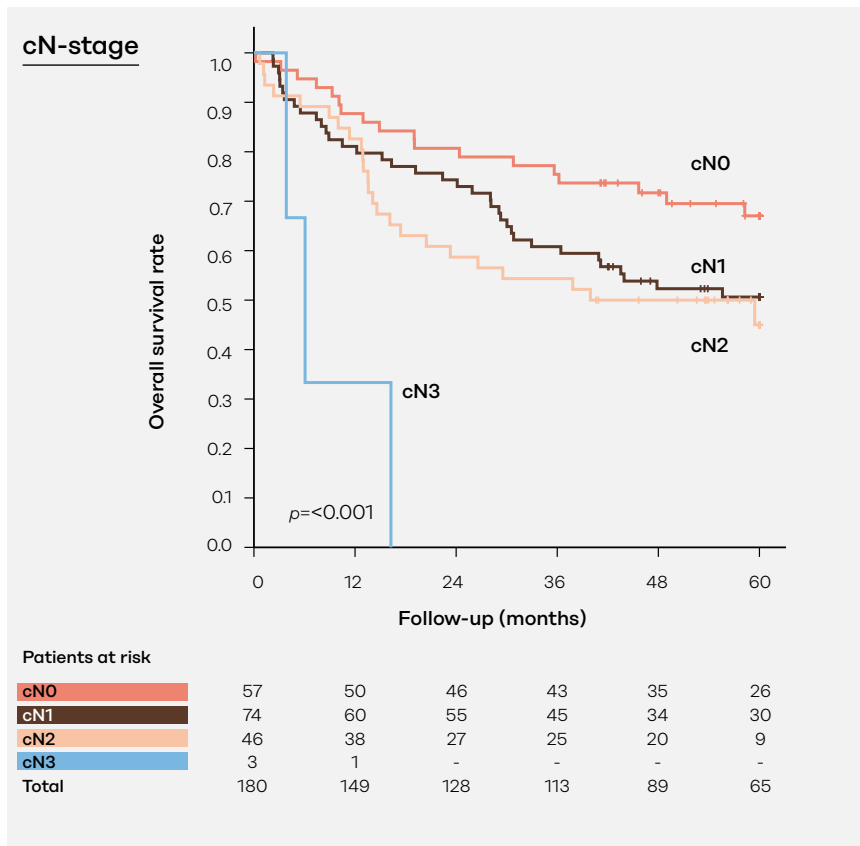 cN-stage
1.0
0.9
0.8
0.7
0.6
0.5
0.4
0.3
0.2
0.1
0.0
Overall survival rate
cN0
cN1
cN2
cN3
p=<0.001
0 12 24 36 48 60
Follow-up (months)
Patients at risk
cN0 57 50 46 43 35 26
cN1 74 60 55 45 34 30
cN2 46 38 27 25 20 9
cN3 3 1 - - - -
Total 180 149 128 113 89 65